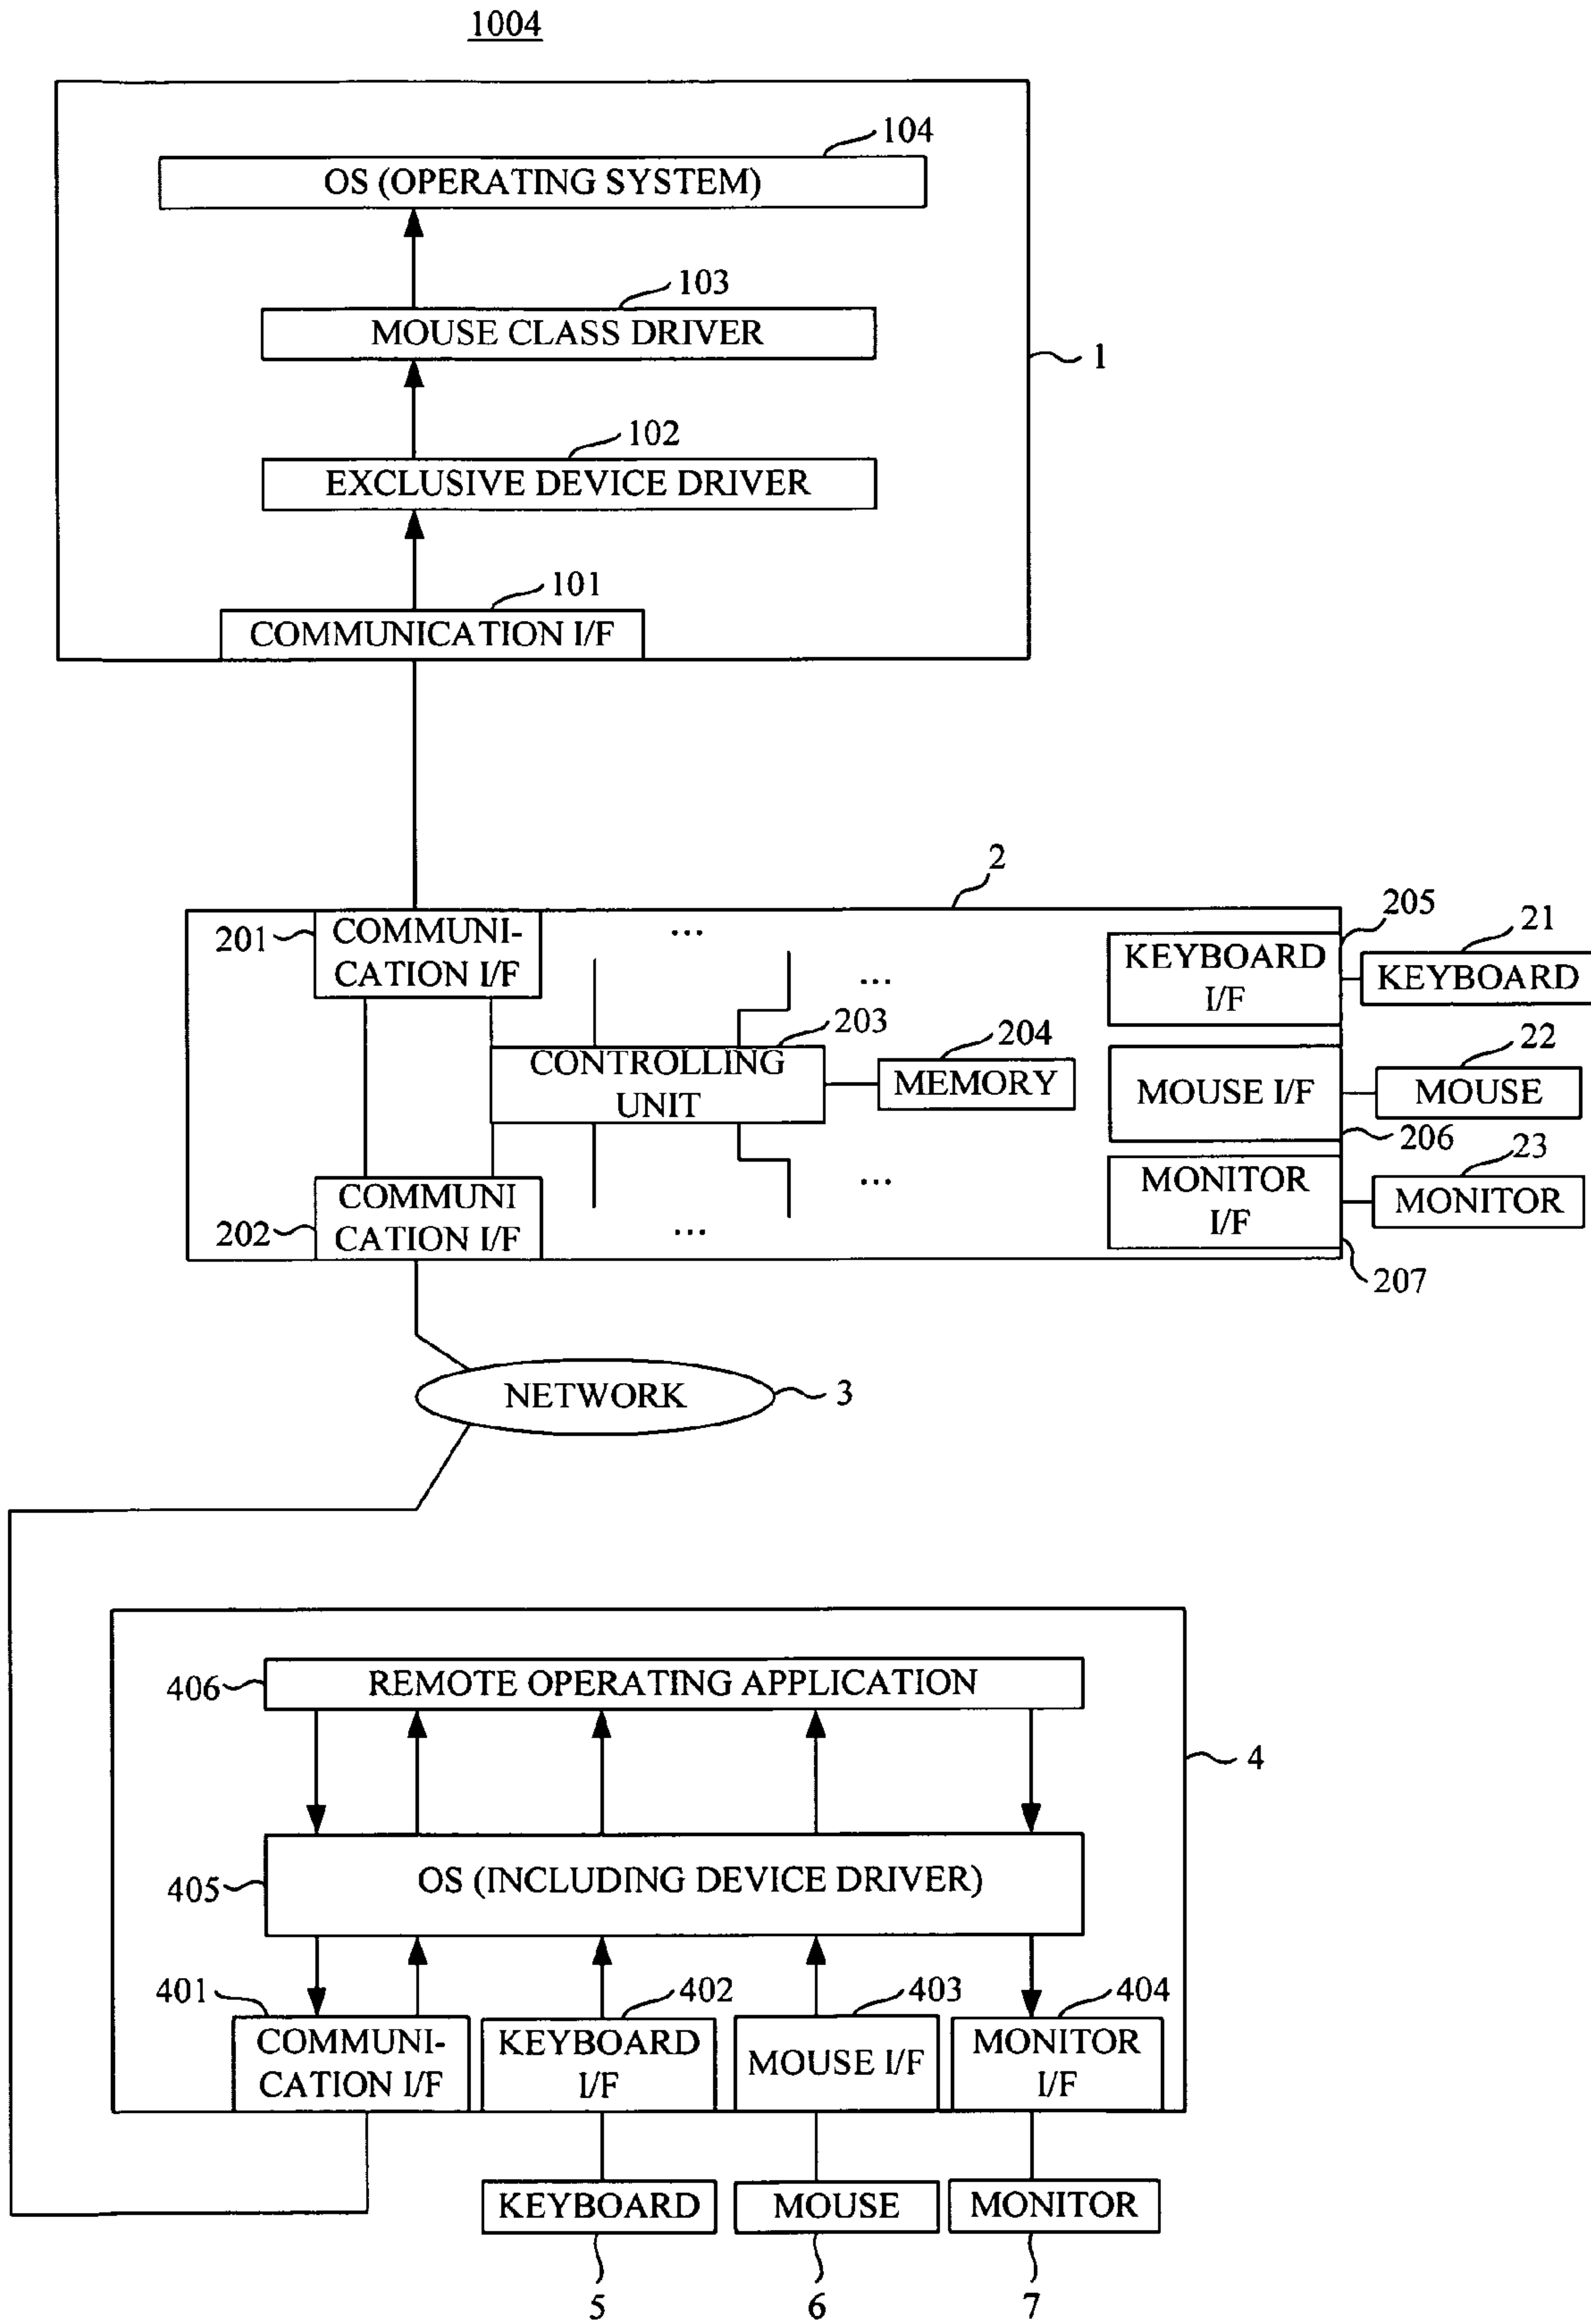 1004
104
OS (OPERATING SYSTEM)
103
MOUSE CLASS DRIVER
1
102
EXCLUSIVE DEVICE DRIVER
101
COMMUNICATION I/F
2
205
21
201
COMMUNI-
CATION I/F
...
KEYBOARD
I/F
KEYBOARD
...
203
204
22
CONTROLLING
UNIT
MEMORY
MOUSE I/F
MOUSE
206
23
202
COMMUNI
CATION I/F
...
...
MONITOR
I/F
MONITOR
207
NETWORK
3
406
REMOTE OPERATING APPLICATION
4
405
OS (INCLUDING DEVICE DRIVER)
401
402
403
404
COMMUNI-
CATION I/F
KEYBOARD
I/F
MOUSE I/F
MONITOR
I/F
KEYBOARD
MOUSE
MONITOR
5
6
7